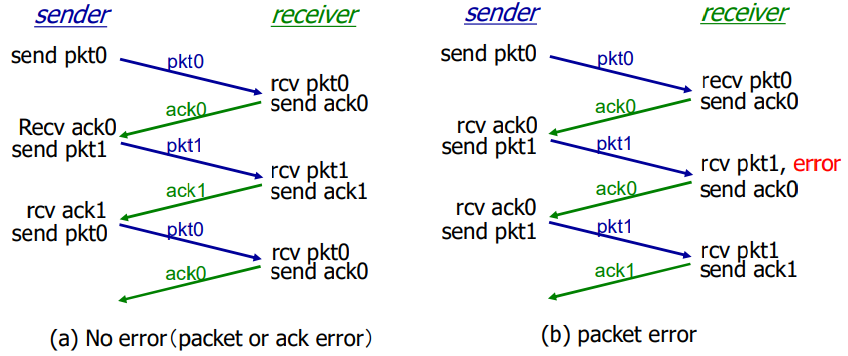 sender
receiver
send pkt0
pkt0
rcv pkt0
send ack0
ack0
Recv ack0
send pkt1
pkt1
rcv pkt1
send ack1
ack1
rcv ack1
send pkt0
pkt0
rcv pkt0
send ack0
ack0
(a) No error(packet or ack error)
sender
receiver
send pkt0
pkt0
recv pkt0
send ack0
ack0
rcv ack0
send pkt1
pkt1
rcv pkt1, error
send ack0
ack0
rcv ack0
send pkt1
pkt1
rcv pkt1
send ack1
ack1
(b) packet error